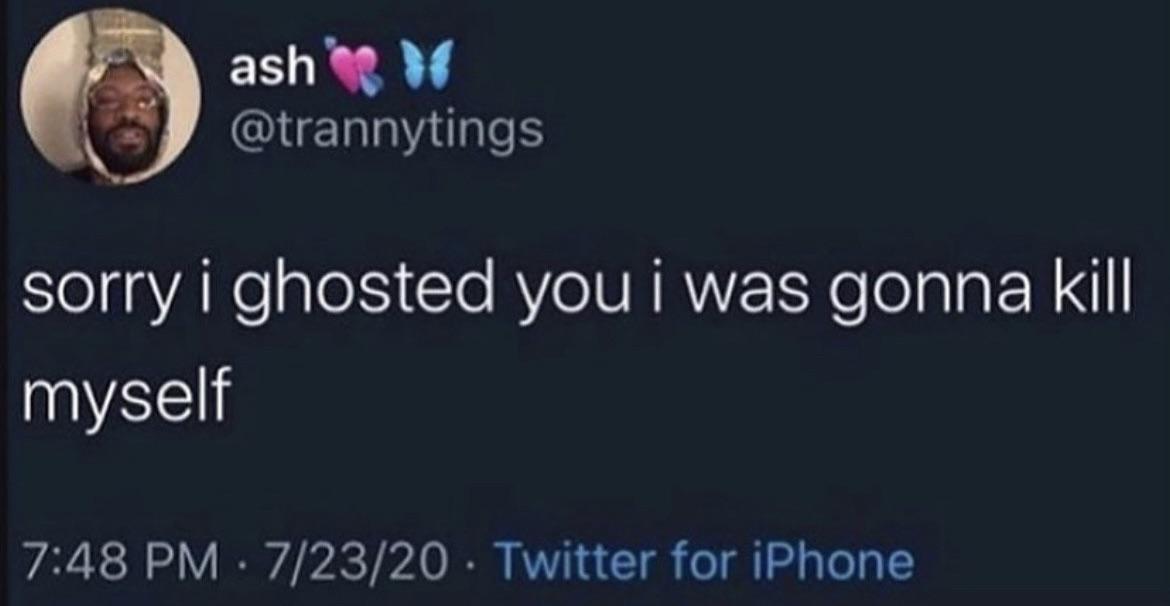 ash 💘 🦋
@trannytings
sorry i ghosted you i was gonna kill
myself
7:48 PM · 7/23/20 · Twitter for iPhone